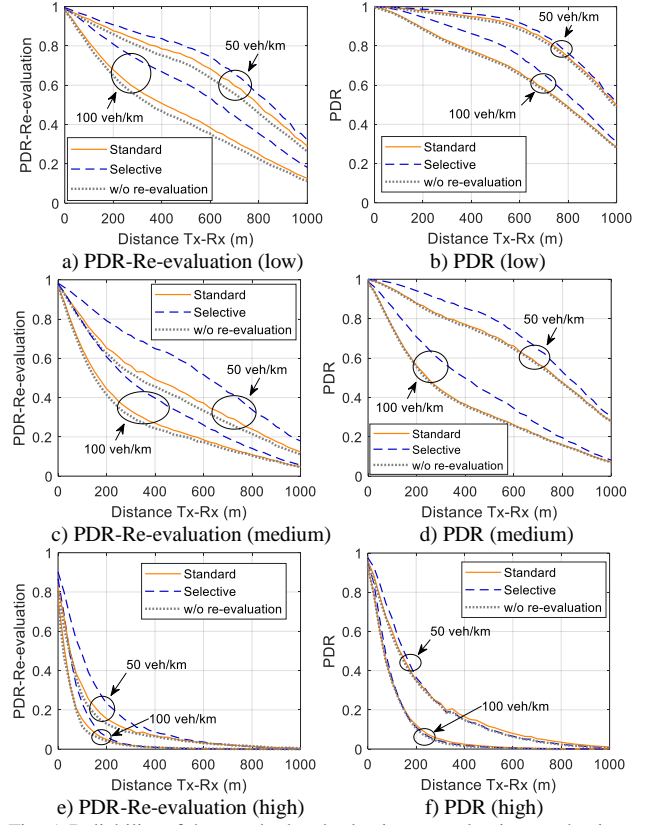 1
0.8
0.6
0.4
0.2
0
PDR-Re-evaluation
50 veh/km
100 veh/km
Standard
Selective
w/o re-evaluation
0 200 400 600 800 1000
Distance Tx-Rx (m)
a) PDR-Re-evaluation (low)
1
0.8
0.6
0.4
0.2
0
PDR
50 veh/km
100 veh/km
Standard
Selective
w/o re-evaluation
0 200 400 600 800 1000
Distance Tx-Rx (m)
b) PDR (low)
1
0.8
0.6
0.4
0.2
0
PDR-Re-evaluation
Standard
Selective
w/o re-evaluation
50 veh/km
100 veh/km
0 200 400 600 800 1000
Distance Tx-Rx (m)
c) PDR-Re-evaluation (medium)
1
0.8
0.6
0.4
0.2
0
PDR
50 veh/km
100 veh/km
Standard
Selective
w/o re-evaluation
0 200 400 600 800 1000
Distance Tx-Rx (m)
d) PDR (medium)
1
0.8
0.6
0.4
0.2
0
PDR-Re-evaluation
Standard
Selective
w/o re-evaluation
50 veh/km
100 veh/km
0 200 400 600 800 1000
Distance Tx-Rx (m)
e) PDR-Re-evaluation (high)
1
0.8
0.6
0.4
0.2
0
PDR
Standard
Selective
w/o re-evaluation
50 veh/km
100 veh/km
0 200 400 600 800 1000
Distance Tx-Rx (m)
f) PDR (high)